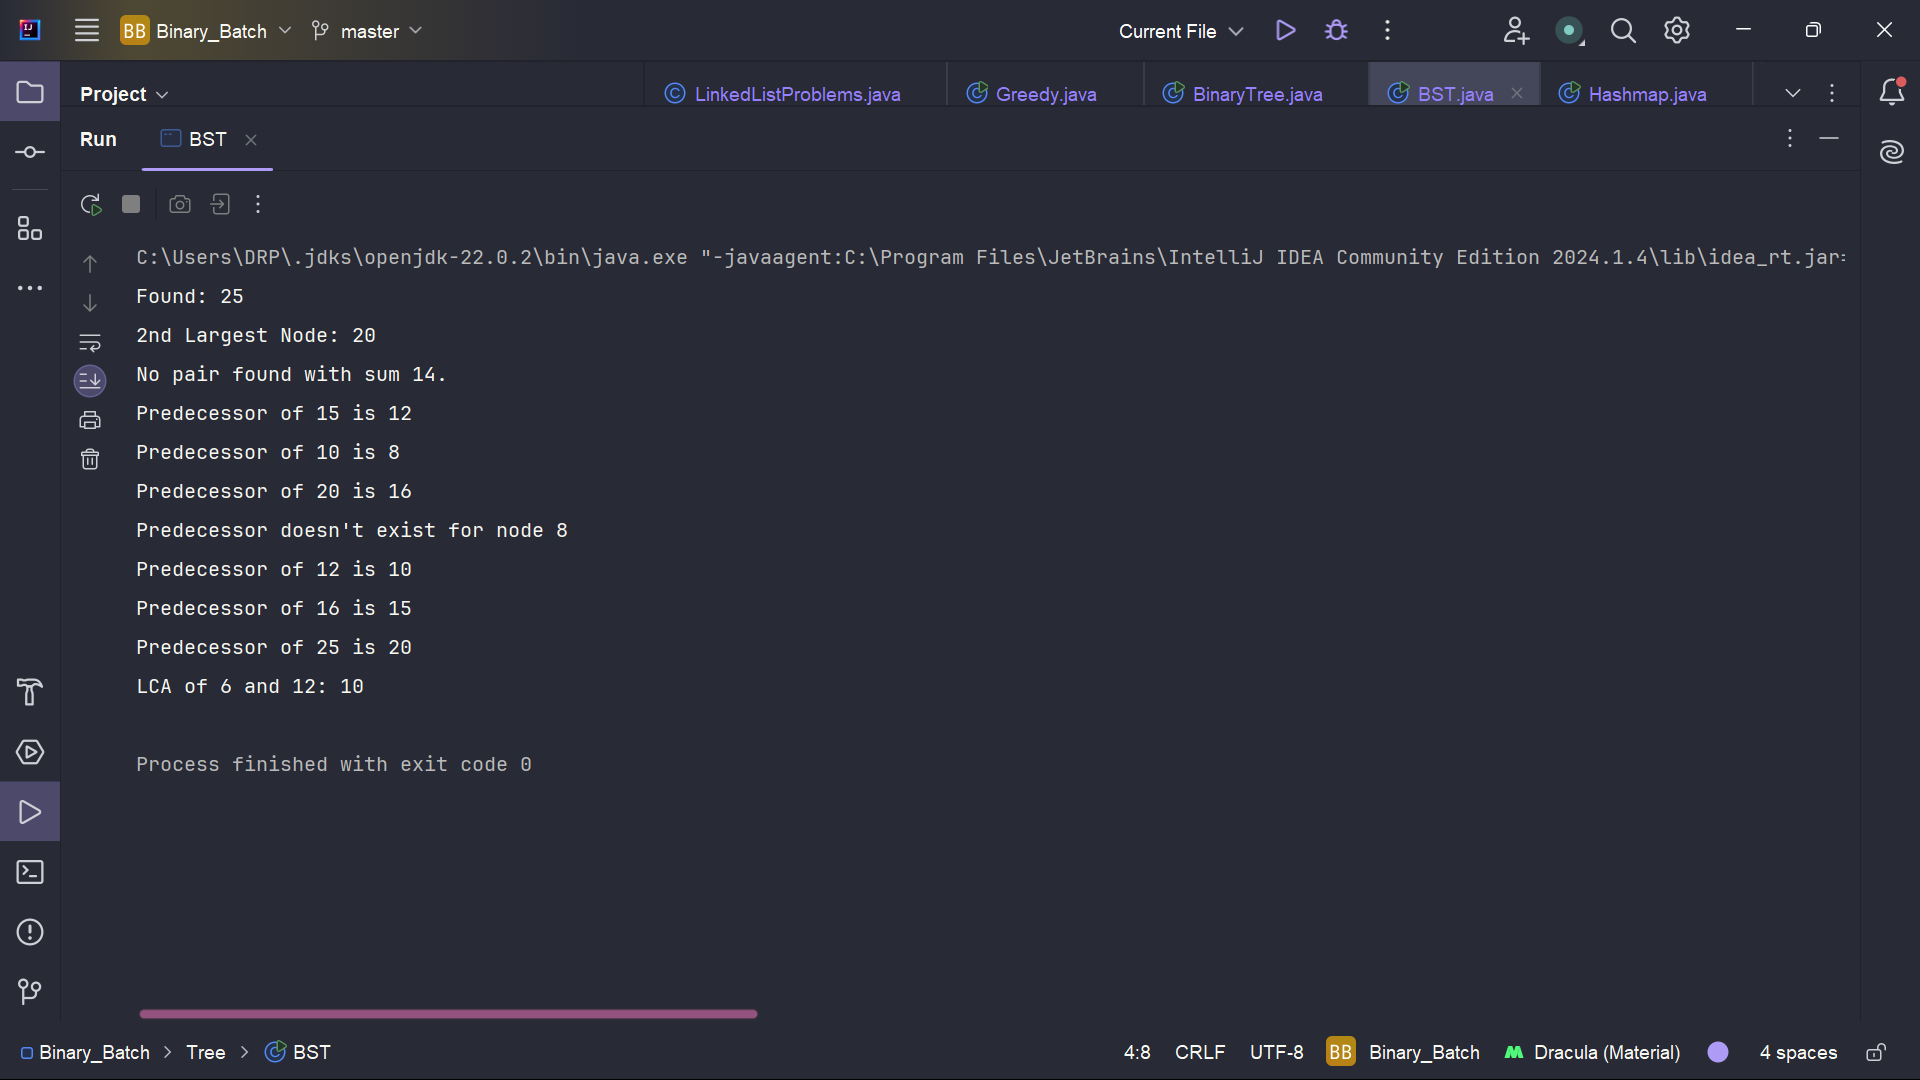 BB Binary_Batch master Current File
Project LinkedListProblems.java Greedy.java BinaryTree.java BST.java Hashmap.java
Run BST
C:\Users\DRP\.jdks\openjdk-22.0.2\bin\java.exe "-javaagent:C:\Program Files\JetBrains\IntelliJ IDEA Community Edition 2024.1.4\lib\idea_rt.jar=
Found: 25
2nd Largest Node: 20
No pair found with sum 14.
Predecessor of 15 is 12
Predecessor of 10 is 8
Predecessor of 20 is 16
Predecessor doesn't exist for node 8
Predecessor of 12 is 10
Predecessor of 16 is 15
Predecessor of 25 is 20
LCA of 6 and 12: 10
Process finished with exit code 0
Binary_Batch > Tree > BST 4:8 CRLF UTF-8 BB Binary_Batch Dracula (Material) 4 spaces